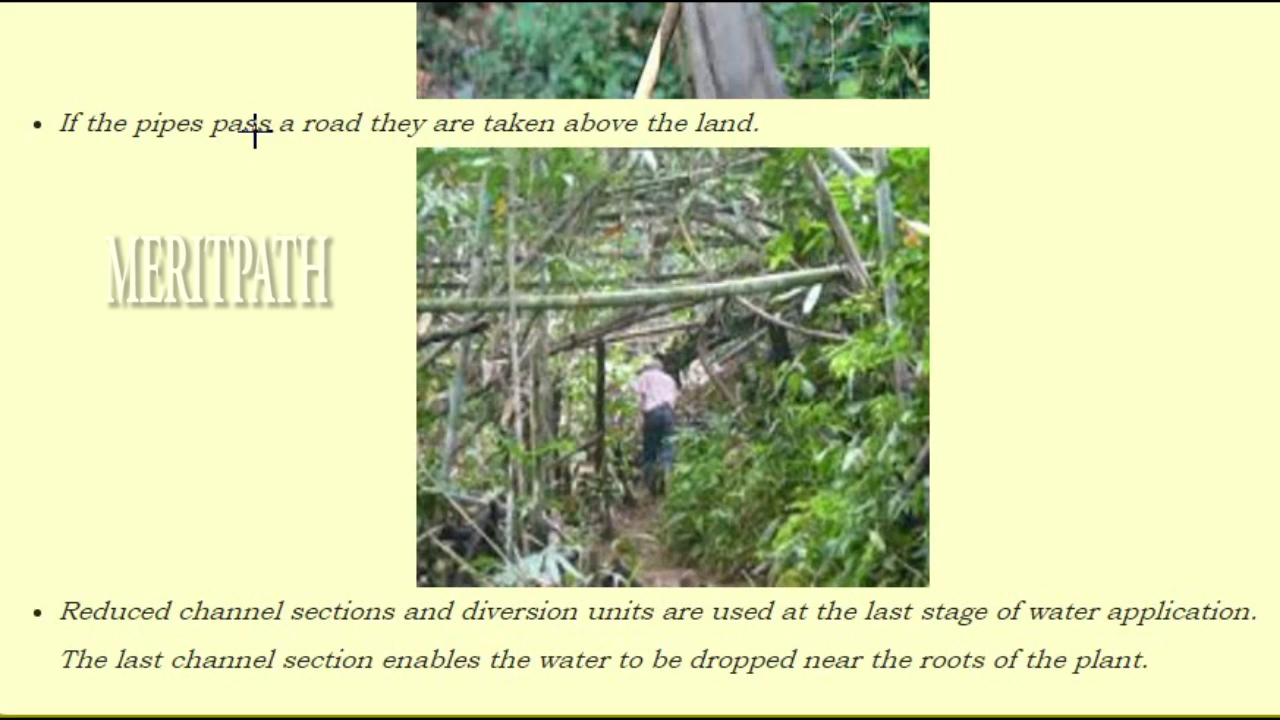 If the pipes pass a road they are taken above the land.
MERITPATH
Reduced channel sections and diversion units are used at the last stage of water application.
The last channel section enables the water to be dropped near the roots of the plant.